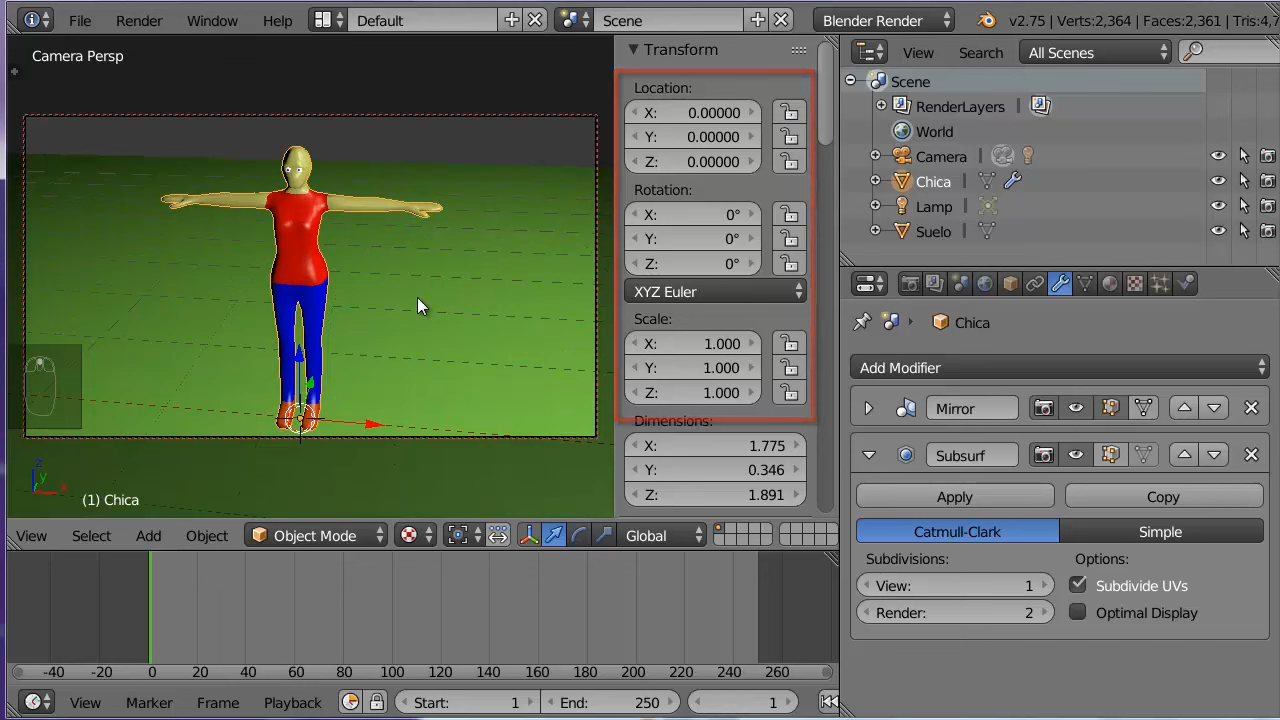 File Render Window Help Default Scene Blender Render v2.75 | Verts:2,364 | Faces:2,361 | Tris:4,7
Camera Persp
(1) Chica
z
y
x
Transform
Location:
X: 0.00000
Y: 0.00000
Z: 0.00000
Rotation:
X: 0°
Y: 0°
Z: 0°
XYZ Euler
Scale:
X: 1.000
Y: 1.000
Z: 1.000
Dimensions:
X: 1.775
Y: 0.346
Z: 1.891
View Select Add Object Object Mode Global
-40 -20 0 20 40 60 80 100 120 140 160 180 200 220 240 260
View Marker Frame Playback Start: 1 End: 250 1
View Search All Scenes
Scene
RenderLayers |
World
Camera |
Chica |
Lamp |
Suelo |
Chica
Add Modifier
Mirror
Subsurf
Apply Copy
Catmull-Clark Simple
Subdivisions: Options:
View: 1 Subdivide UVs
Render: 2 Optimal Display